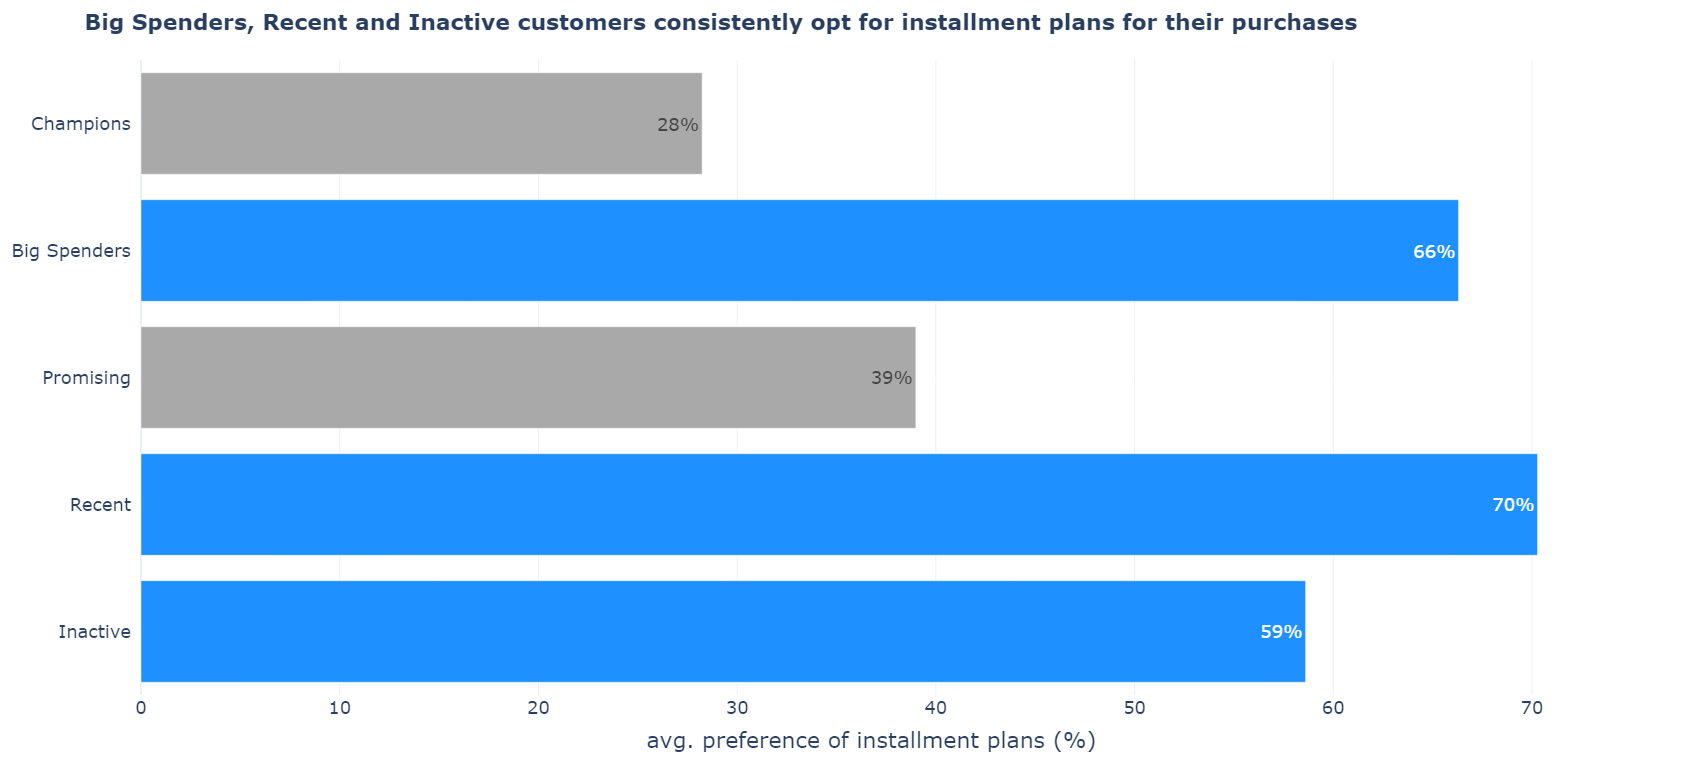 Big Spenders, Recent and Inactive customers consistently opt for installment plans for their purchases
Champions
28%
Big Spenders
66%
Promising
39%
Recent
70%
Inactive
59%
0 10 20 30 40 50 60 70
avg. preference of installment plans (%)